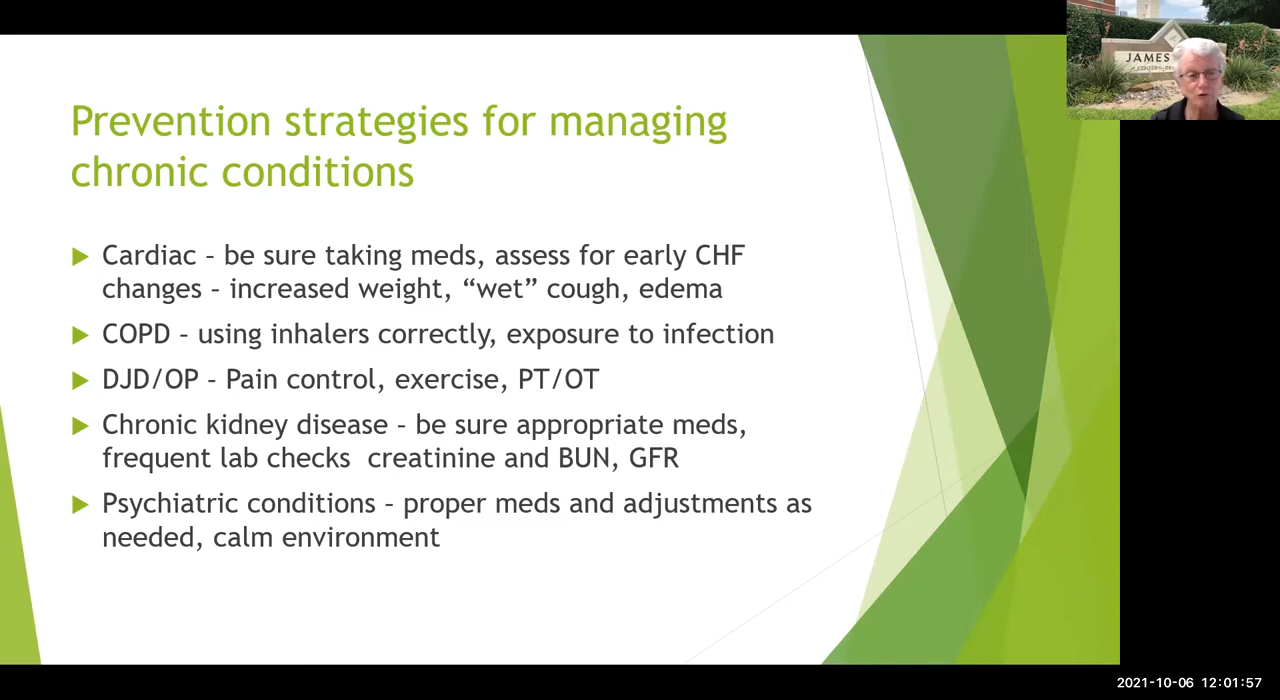 JAMES
Prevention strategies for managing
chronic conditions
Cardiac – be sure taking meds, assess for early CHF
changes – increased weight, “wet” cough, edema
COPD – using inhalers correctly, exposure to infection
DJD/OP – Pain control, exercise, PT/OT
Chronic kidney disease – be sure appropriate meds,
frequent lab checks  creatinine and BUN, GFR
Psychiatric conditions – proper meds and adjustments as
needed, calm environment
2021-10-06 12:01:57